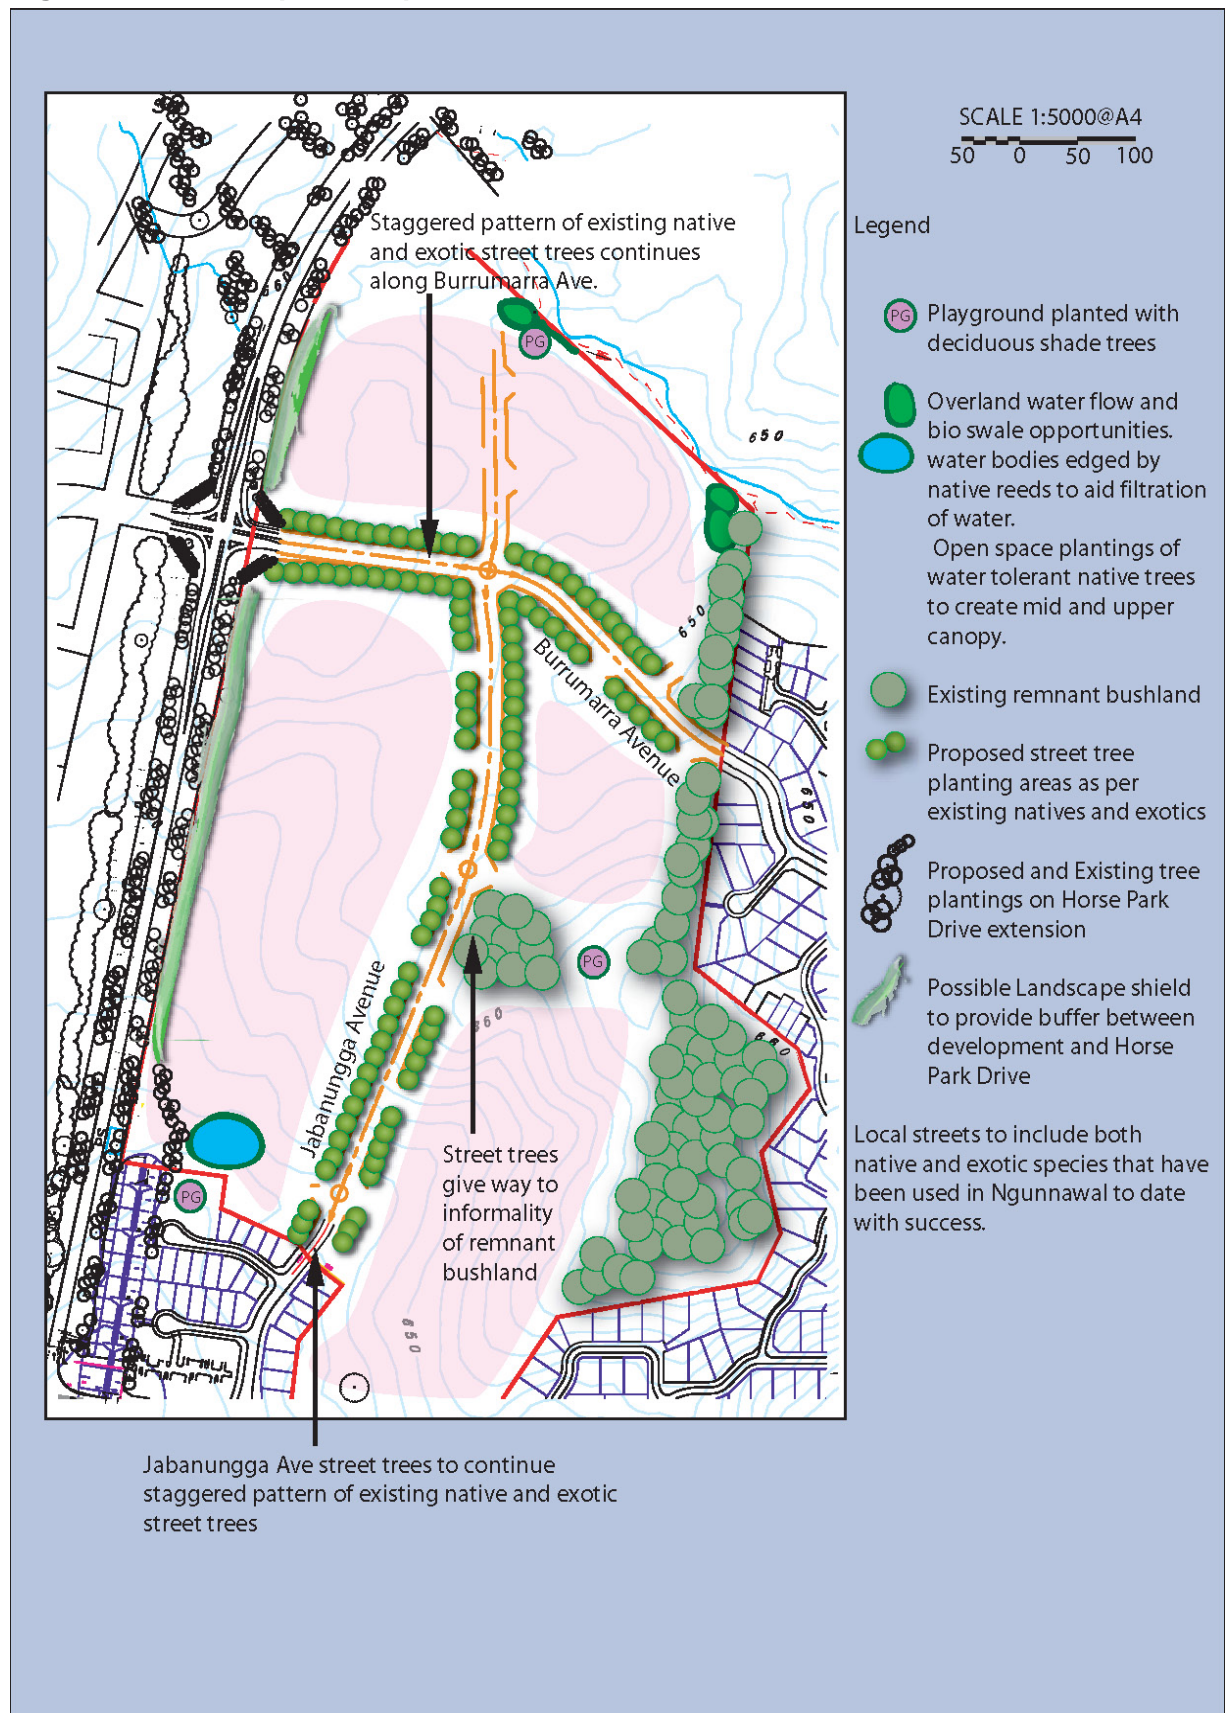 SCALE 1:5000@A4
50 0 50 100
Legend
PG
Playground planted with
deciduous shade trees
Overland water flow and
bio swale opportunities.
water bodies edged by
native reeds to aid filtration
of water.
Open space plantings of
water tolerant native trees
to create mid and upper
canopy.
Existing remnant bushland
Proposed street tree
planting areas as per
existing natives and exotics
Proposed and Existing tree
plantings on Horse Park
Drive extension
Possible Landscape shield
to provide buffer between
development and Horse
Park Drive
Local streets to include both
native and exotic species that have
been used in Ngunnawal to date
with success.
Staggered pattern of existing native
and exotic street trees continues
along Burrumarra Ave.
660
PG
650
650
Burrumarra Avenue
650
PG
660
660
Jabanungga Avenue
Street trees
give way to
informality
of remnant
bushland
PG
650
Jabanungga Ave street trees to continue
staggered pattern of existing native and exotic
street trees